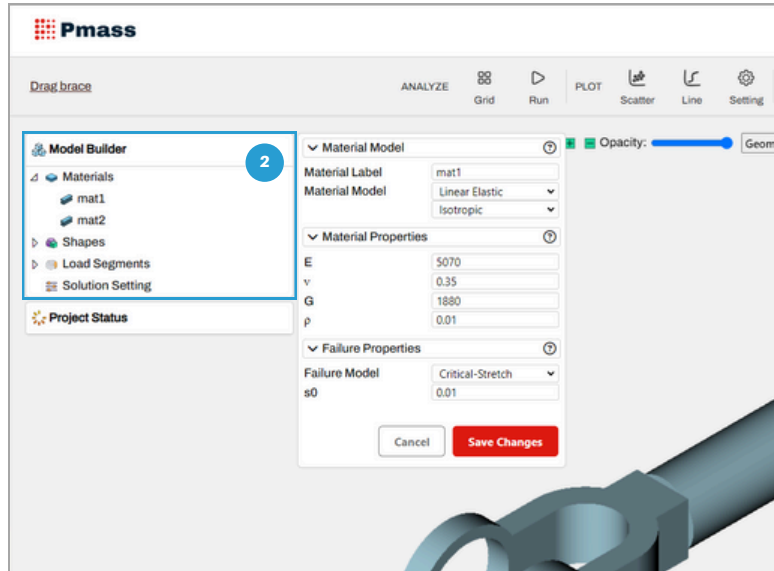 Pmass
Drag brace
ANALYZE
Grid
Run
PLOT
Scatter
Line
Setting
Model Builder
2
Materials
mat1
mat2
Shapes
Load Segments
Solution Setting
Project Status
Material Model
Material Label mat1
Material Model Linear Elastic
Isotropic
Material Properties
E 5070
ν 0.35
G 1880
ρ 0.01
Failure Properties
Failure Model Critical-Stretch
s0 0.01
Cancel
Save Changes
Opacity:
Geom